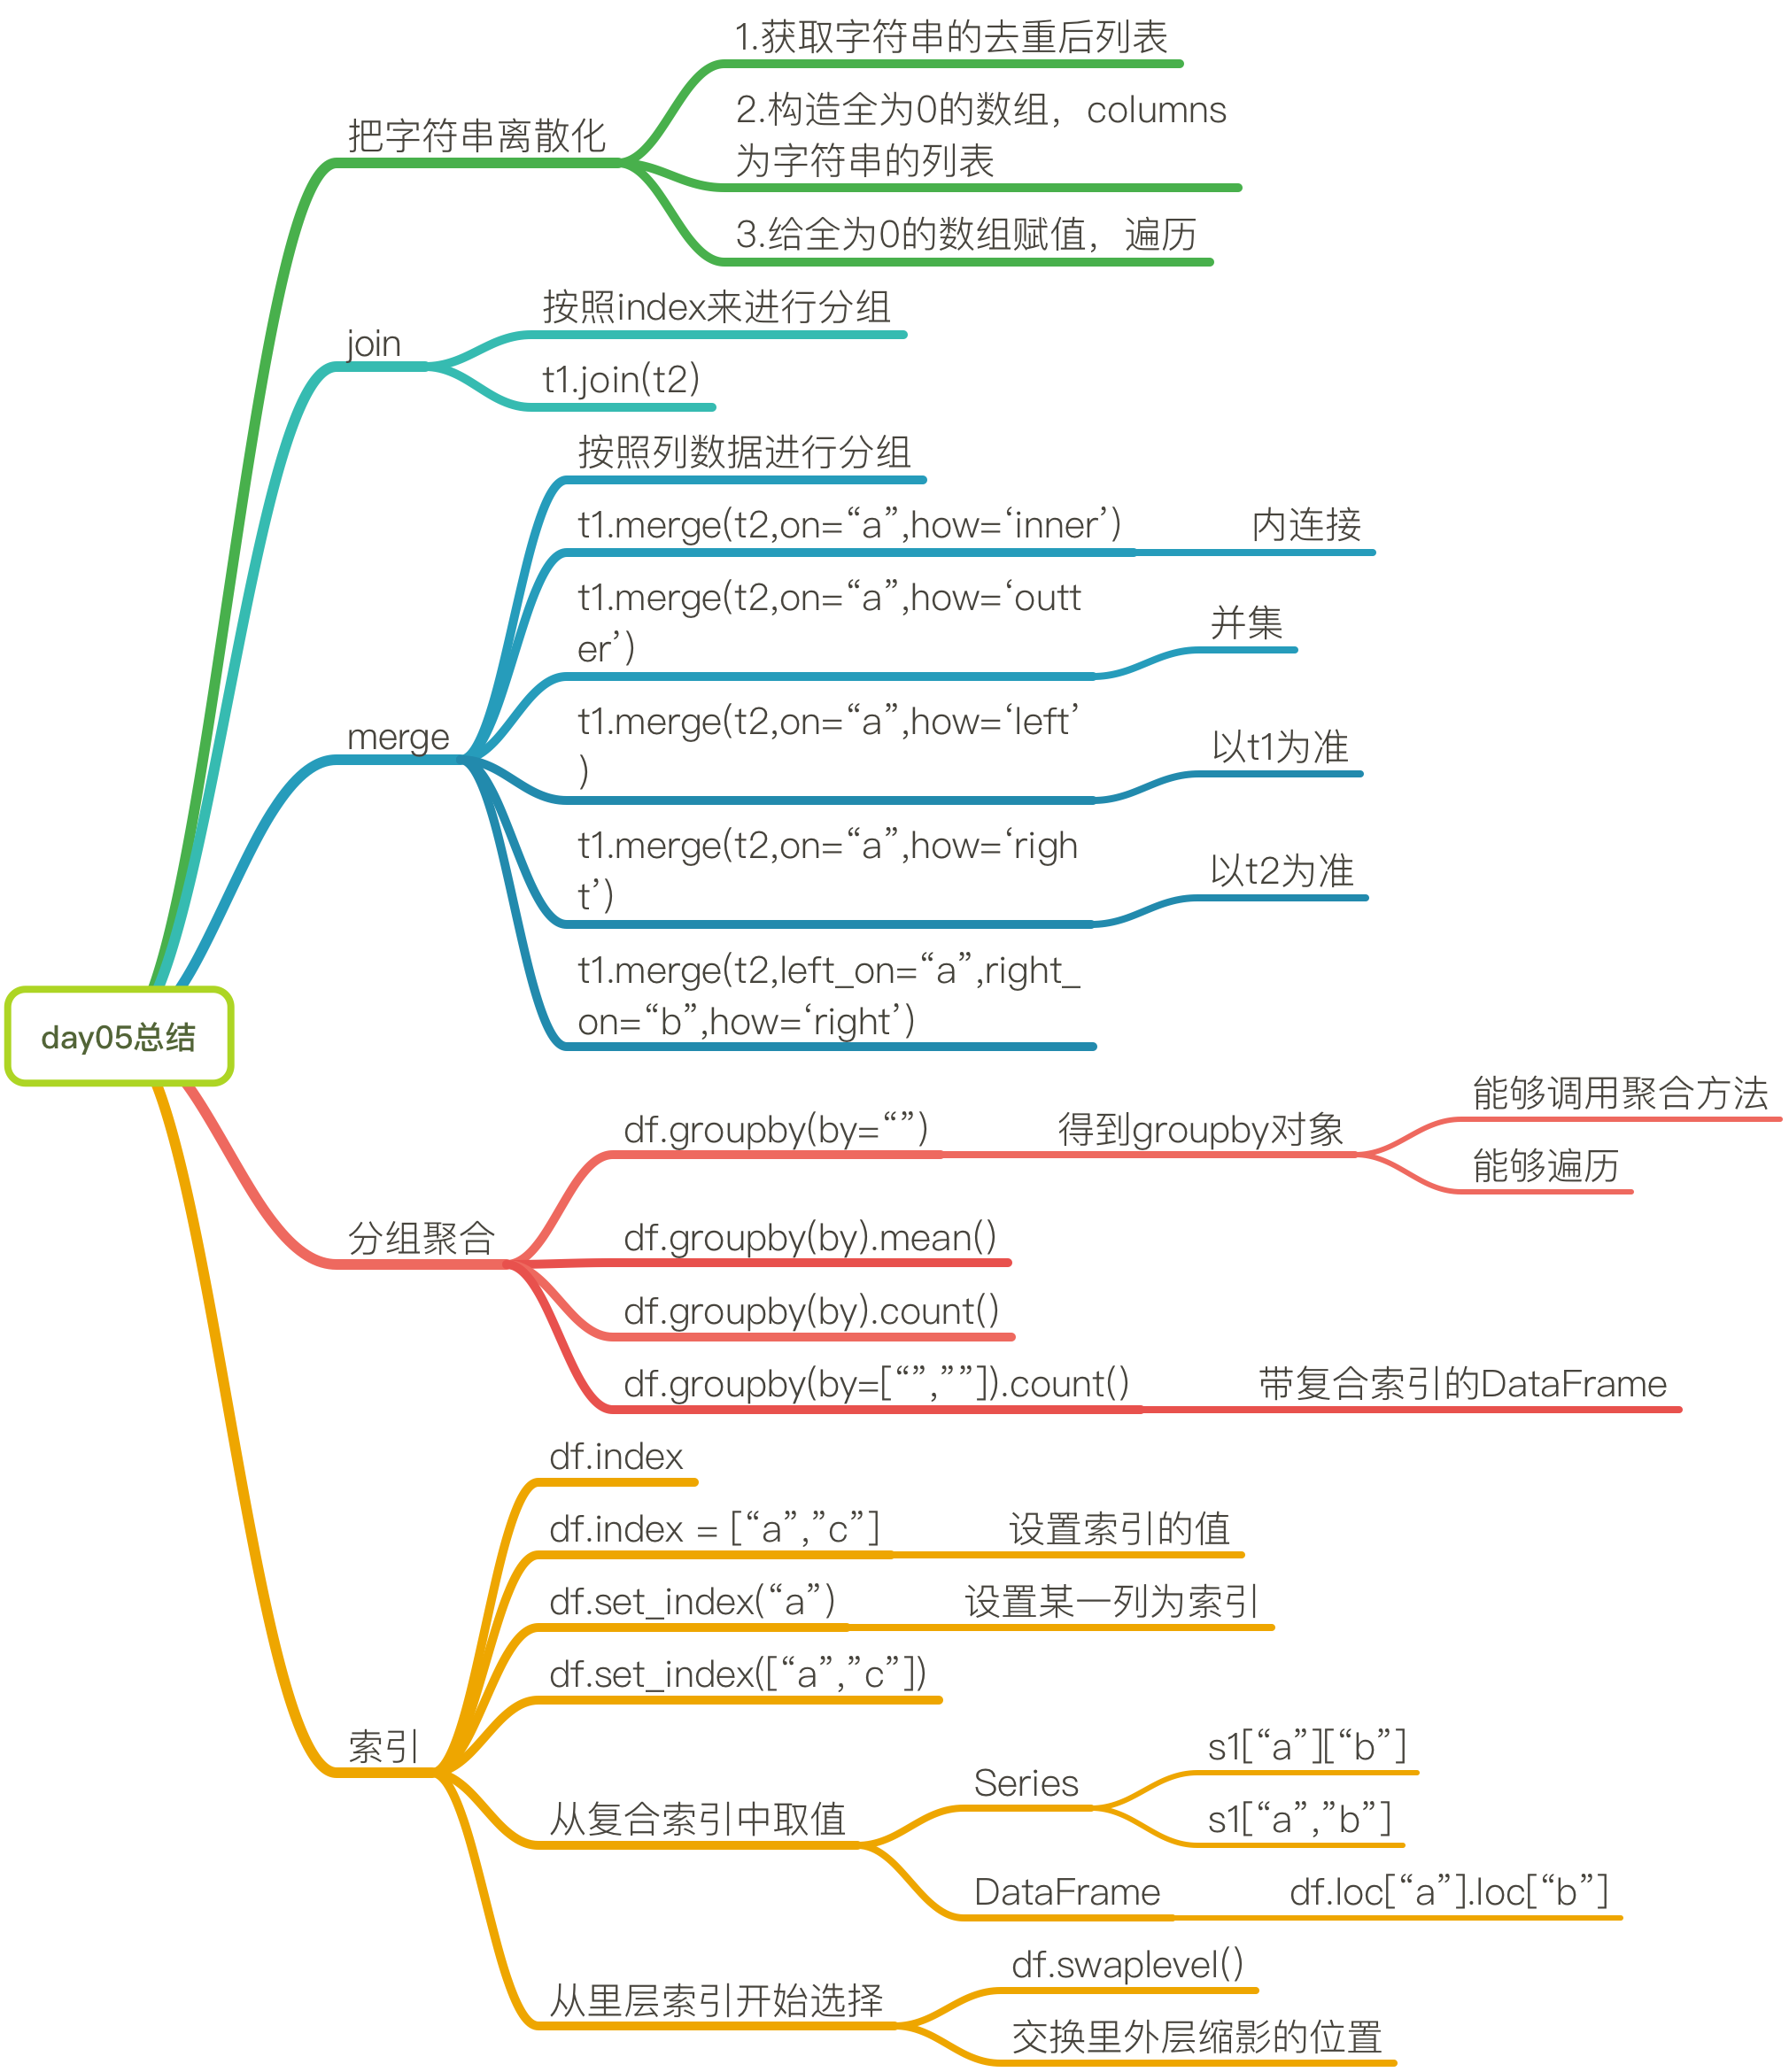 1.获取字符串的去重后列表
2.构造全为0的数组，columns
为字符串的列表
把字符串离散化
3.给全为0的数组赋值，遍历
按照index来进行分组
join
t1.join(t2)
按照列数据进行分组
t1.merge(t2,on=“a”,how=‘inner’)
内连接
t1.merge(t2,on=“a”,how=‘outt
er’)
并集
t1.merge(t2,on=“a”,how=‘left’
)
以t1为准
merge
t1.merge(t2,on=“a”,how=‘righ
t’)
以t2为准
t1.merge(t2,left_on=“a”,right_
on=“b”,how=‘right’)
day05总结
df.groupby(by=“”)
得到groupby对象
能够调用聚合方法
能够遍历
分组聚合
df.groupby(by).mean()
df.groupby(by).count()
df.groupby(by=[“”,””]).count()
带复合索引的DataFrame
df.index
df.index = [“a”,”c”]
设置索引的值
df.set_index(“a”)
设置某一列为索引
df.set_index([“a”,”c”])
索引
从复合索引中取值
Series
s1[“a”][“b”]
s1[“a”,”b”]
DataFrame
df.loc[“a”].loc[“b”]
从里层索引开始选择
df.swaplevel()
交换里外层缩影的位置